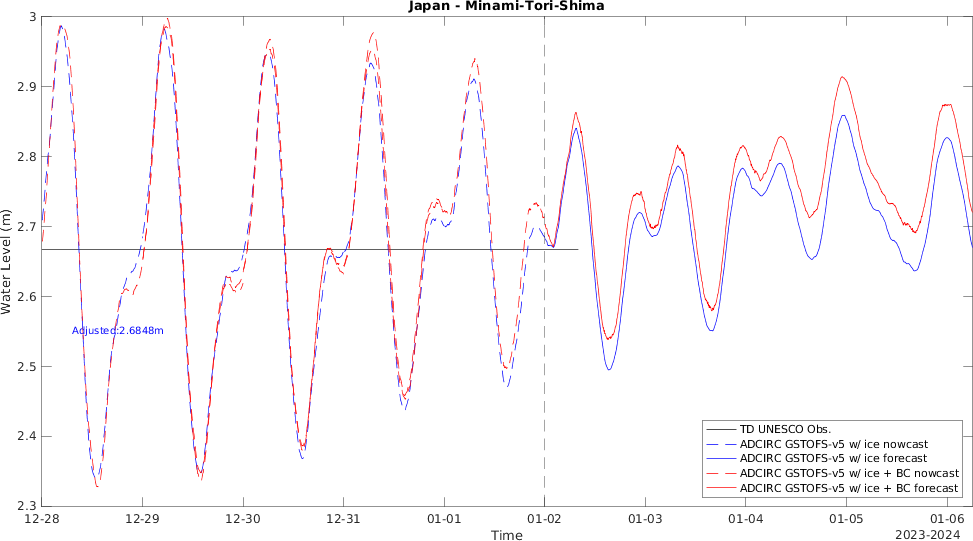 Japan - Minami-Tori-Shima
3
2.9
2.8
2.7
2.6
2.5
2.4
2.3
Water Level (m)
Adjusted:2.6848m
TD UNESCO Obs.
ADCIRC GSTOFS-v5 w/ ice nowcast
ADCIRC GSTOFS-v5 w/ ice forecast
ADCIRC GSTOFS-v5 w/ ice + BC nowcast
ADCIRC GSTOFS-v5 w/ ice + BC forecast
12-28 12-29 12-30 12-31 01-01 01-02 01-03 01-04 01-05 01-06
Time
2023-2024